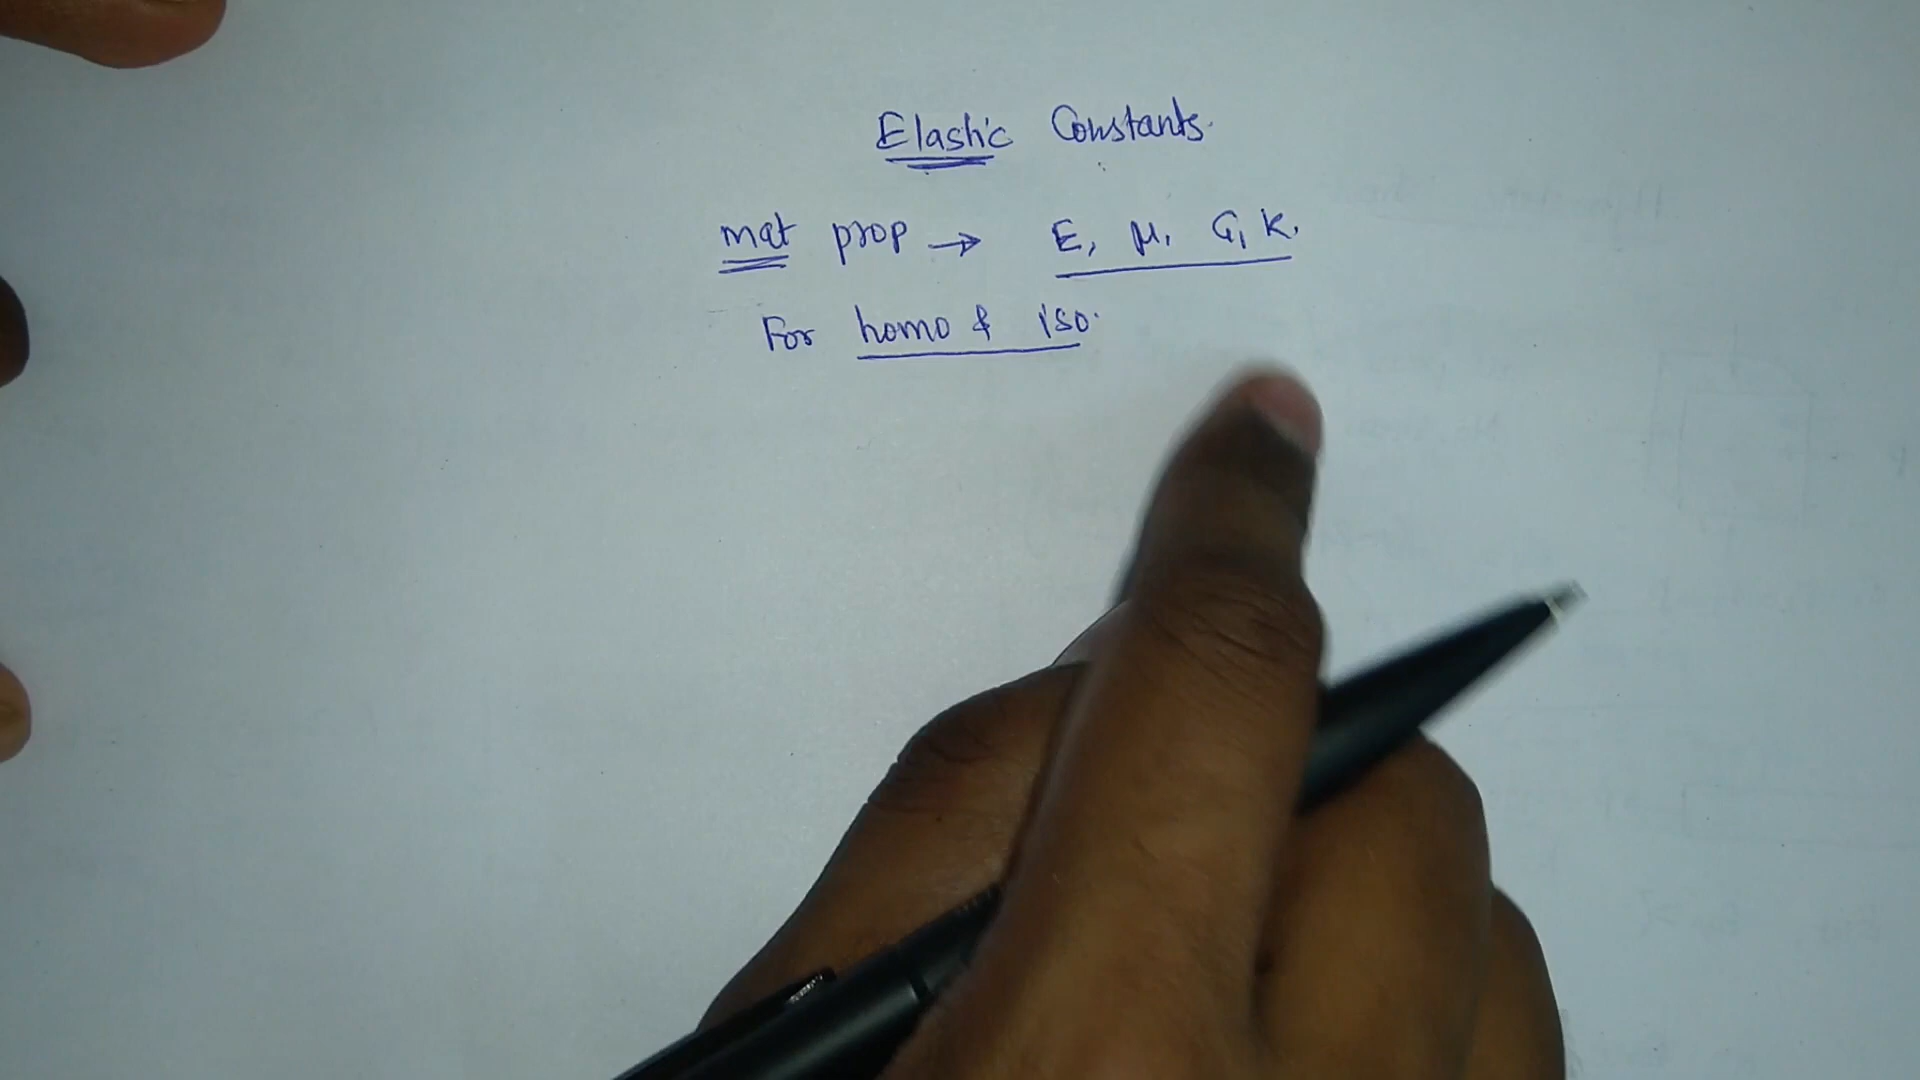 Elastic Constants.
mat prop → E, μ, G, K,
For homo & iso.